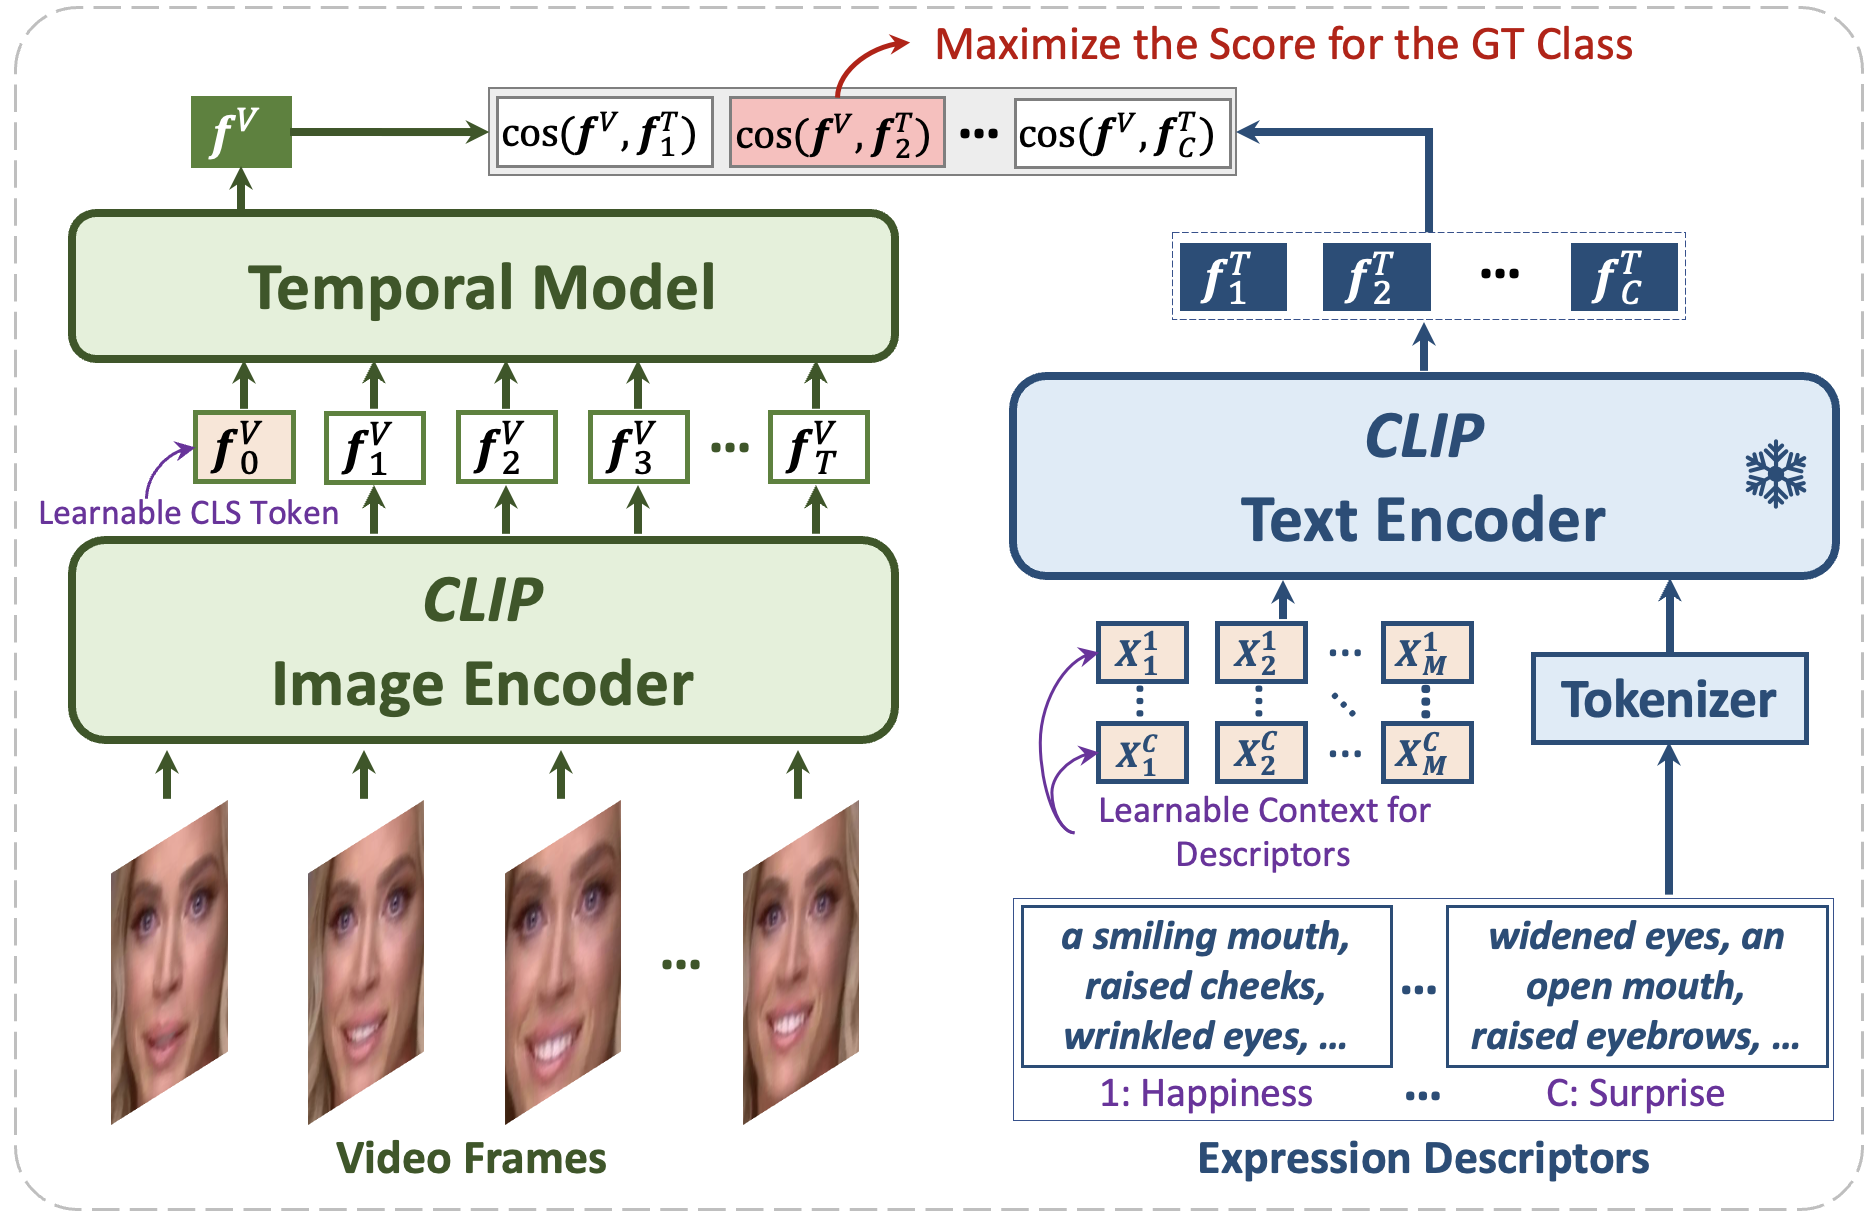 Maximize the Score for the GT Class
f^V
cos(f^V, f_1^T) cos(f^V, f_2^T) ... cos(f^V, f_C^T)
Temporal Model
f_0^V f_1^V f_2^V f_3^V ... f_T^V
Learnable CLS Token
CLIP
Image Encoder
...
Video Frames
f_1^T f_2^T ... f_C^T
CLIP
Text Encoder
X_1^1 X_2^1 ... X_M^1
X_1^C X_2^C ... X_M^C
Learnable Context for
Descriptors
Tokenizer
a smiling mouth,
raised cheeks,
wrinkled eyes, ...
1: Happiness
...
widened eyes, an
open mouth,
raised eyebrows, ...
C: Surprise
Expression Descriptors